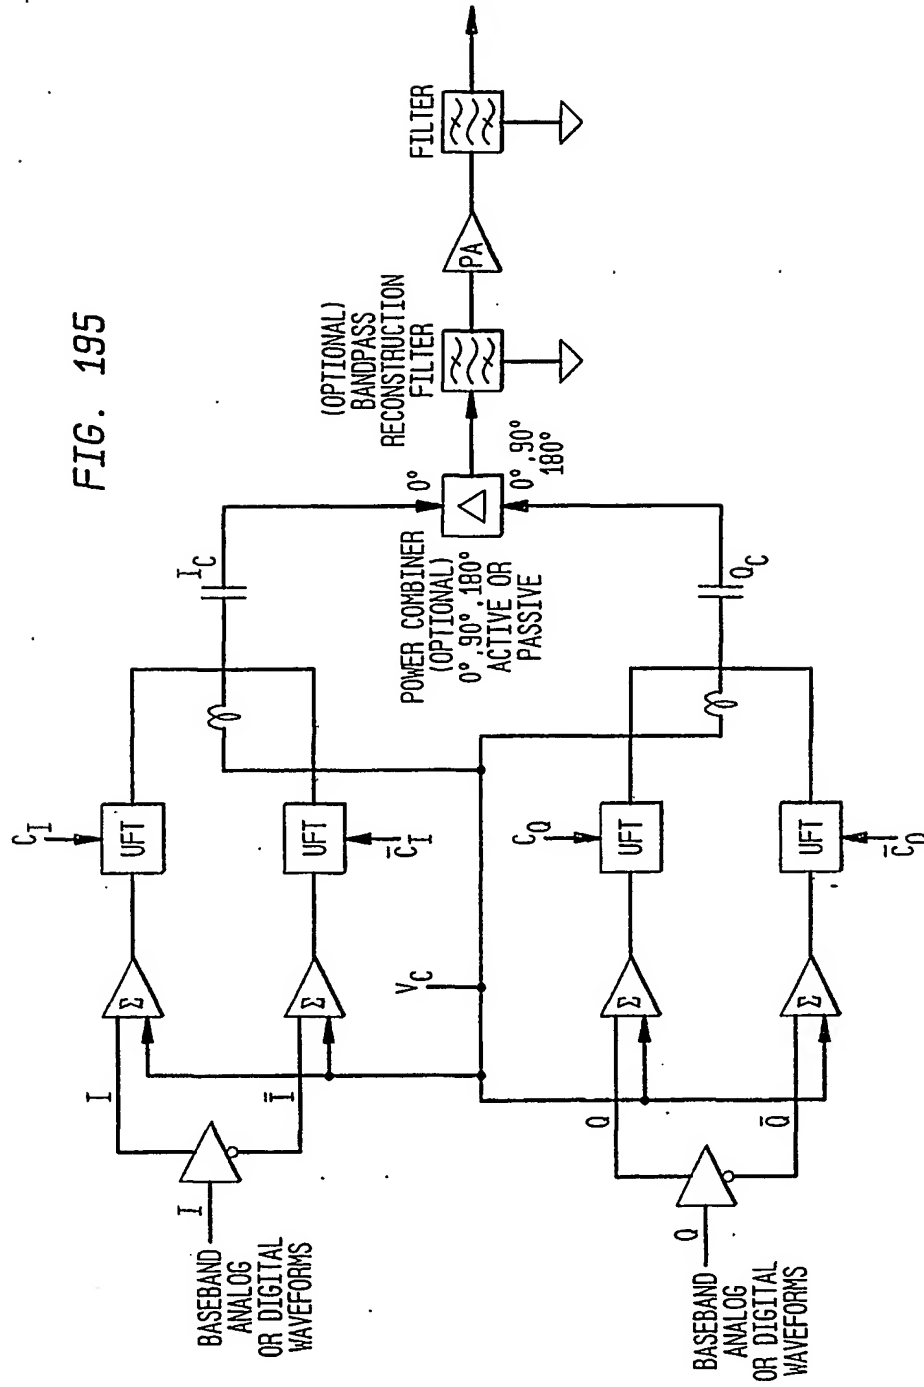 FIG. 195
BASEBAND
ANALOG
OR DIGITAL
WAVEFORMS
I
I
Ī
Σ
Σ
C_I
UFT
UFT
C̅_I
I_C
V_C
BASEBAND
ANALOG
OR DIGITAL
WAVEFORMS
Q
Q
Q̅
Σ
Σ
C_Q
UFT
UFT
C̅_Q
Q_C
POWER COMBINER
(OPTIONAL)
0°,90°,180°
ACTIVE OR
PASSIVE
0°
0°,90°
180°
(OPTIONAL)
BANDPASS
RECONSTRUCTION
FILTER
PA
FILTER